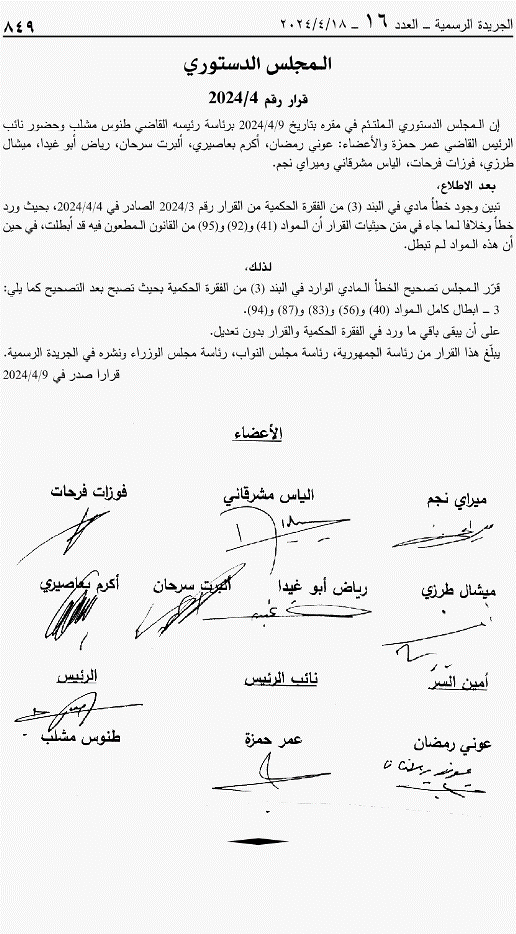 الجريدة الرسمية ــ العدد ١٦ ــ ٢٠٢٤/٤/١٨
٨٤٩
المجلس الدستوري
قرار رقم 2024/4
إن المجلس الدستوري الملتئم في مقره بتاريخ 2024/4/9 برئاسة رئيسه القاضي طنوس مشلب وحضور نائب
الرئيس القاضي عمر حمزة والأعضاء: عوني رمضان، أكرم بعاصيري، ألبرت سرحان، رياض أبو غيدا، ميشال
طرزي، فوزات فرحات، الياس مشرقاني وميراي نجم.
بعد الاطلاع،
تبين وجود خطأ مادي في البند (3) من الفقرة الحكمية من القرار رقم 2024/3 الصادر في 2024/4/4، بحيث ورد
خطأ وخلافا لما جاء في متن حيثيات القرار أن المواد (41) و(92) و(95) من القانون المطعون فيه قد أبطلت، في حين
أن هذه المواد لم تبطل.
لذلك،
قرّر المجلس تصحيح الخطأ المادي الوارد في البند (3) من الفقرة الحكمية بحيث تصبح بعد التصحيح كما يلي:
3 ــ ابطال كامل المواد (40) و(56) و(83) و(87) و(94).
على أن يبقى باقي ما ورد في الفقرة الحكمية والقرار بدون تعديل.
يبلّغ هذا القرار من رئاسة الجمهورية، رئاسة مجلس النواب، رئاسة مجلس الوزراء ونشره في الجريدة الرسمية.
قرارا صدر في 2024/4/9
الأعضاء
ميراي نجم
الياس مشرقاني
فوزات فرحات
ميشال طرزي
رياض أبو غيدا
ألبرت سرحان
أكرم بعاصيري
أمين السّر
نائب الرئيس
الرئيس
عوني رمضان
عمر حمزة
طنوس مشلب